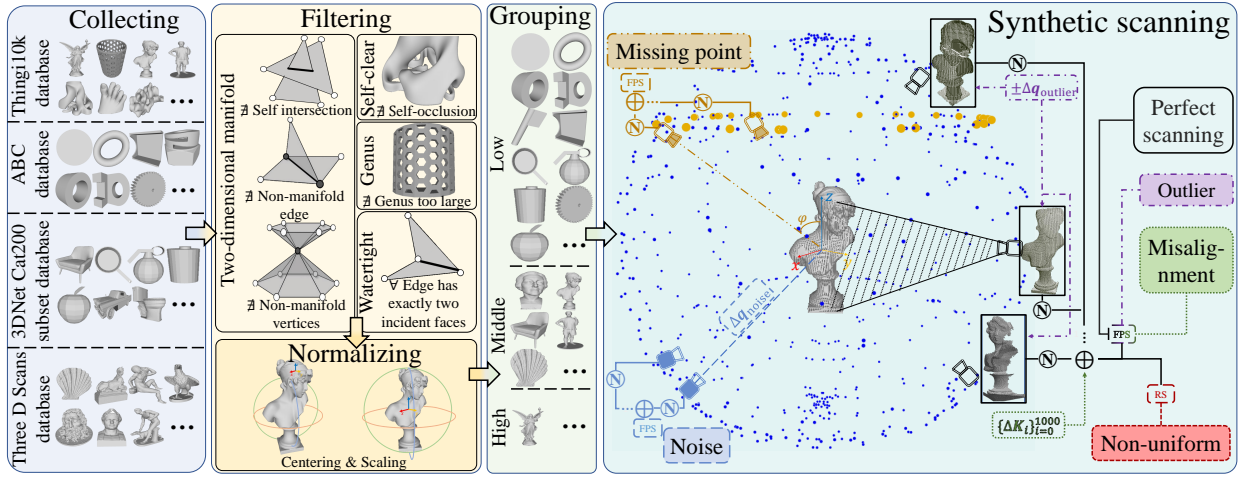 Collecting
Thingi10k
database
ABC
database
3DNet Cat200
subset database
Three D Scans
database
Filtering
Two-dimensional manifold
∄ Self intersection
∄ Non-manifold
edge
∄ Non-manifold
vertices
Self-clear
∄ Self-occlusion
Genus
∄ Genus too large
Watertight
∀ Edge has
exactly two
incident faces
Normalizing
Centering & Scaling
Grouping
Low
Middle
High
Synthetic scanning
Missing point
FPS
N
N
φ
z
x
y
Δq_noise
N
N
FPS
Noise
N
±Δq_outlier
N
N
{ΔK_i}_{i=0}^{1000}
Perfect
scanning
Outlier
Misalig-
nment
FPS
RS
Non-uniform